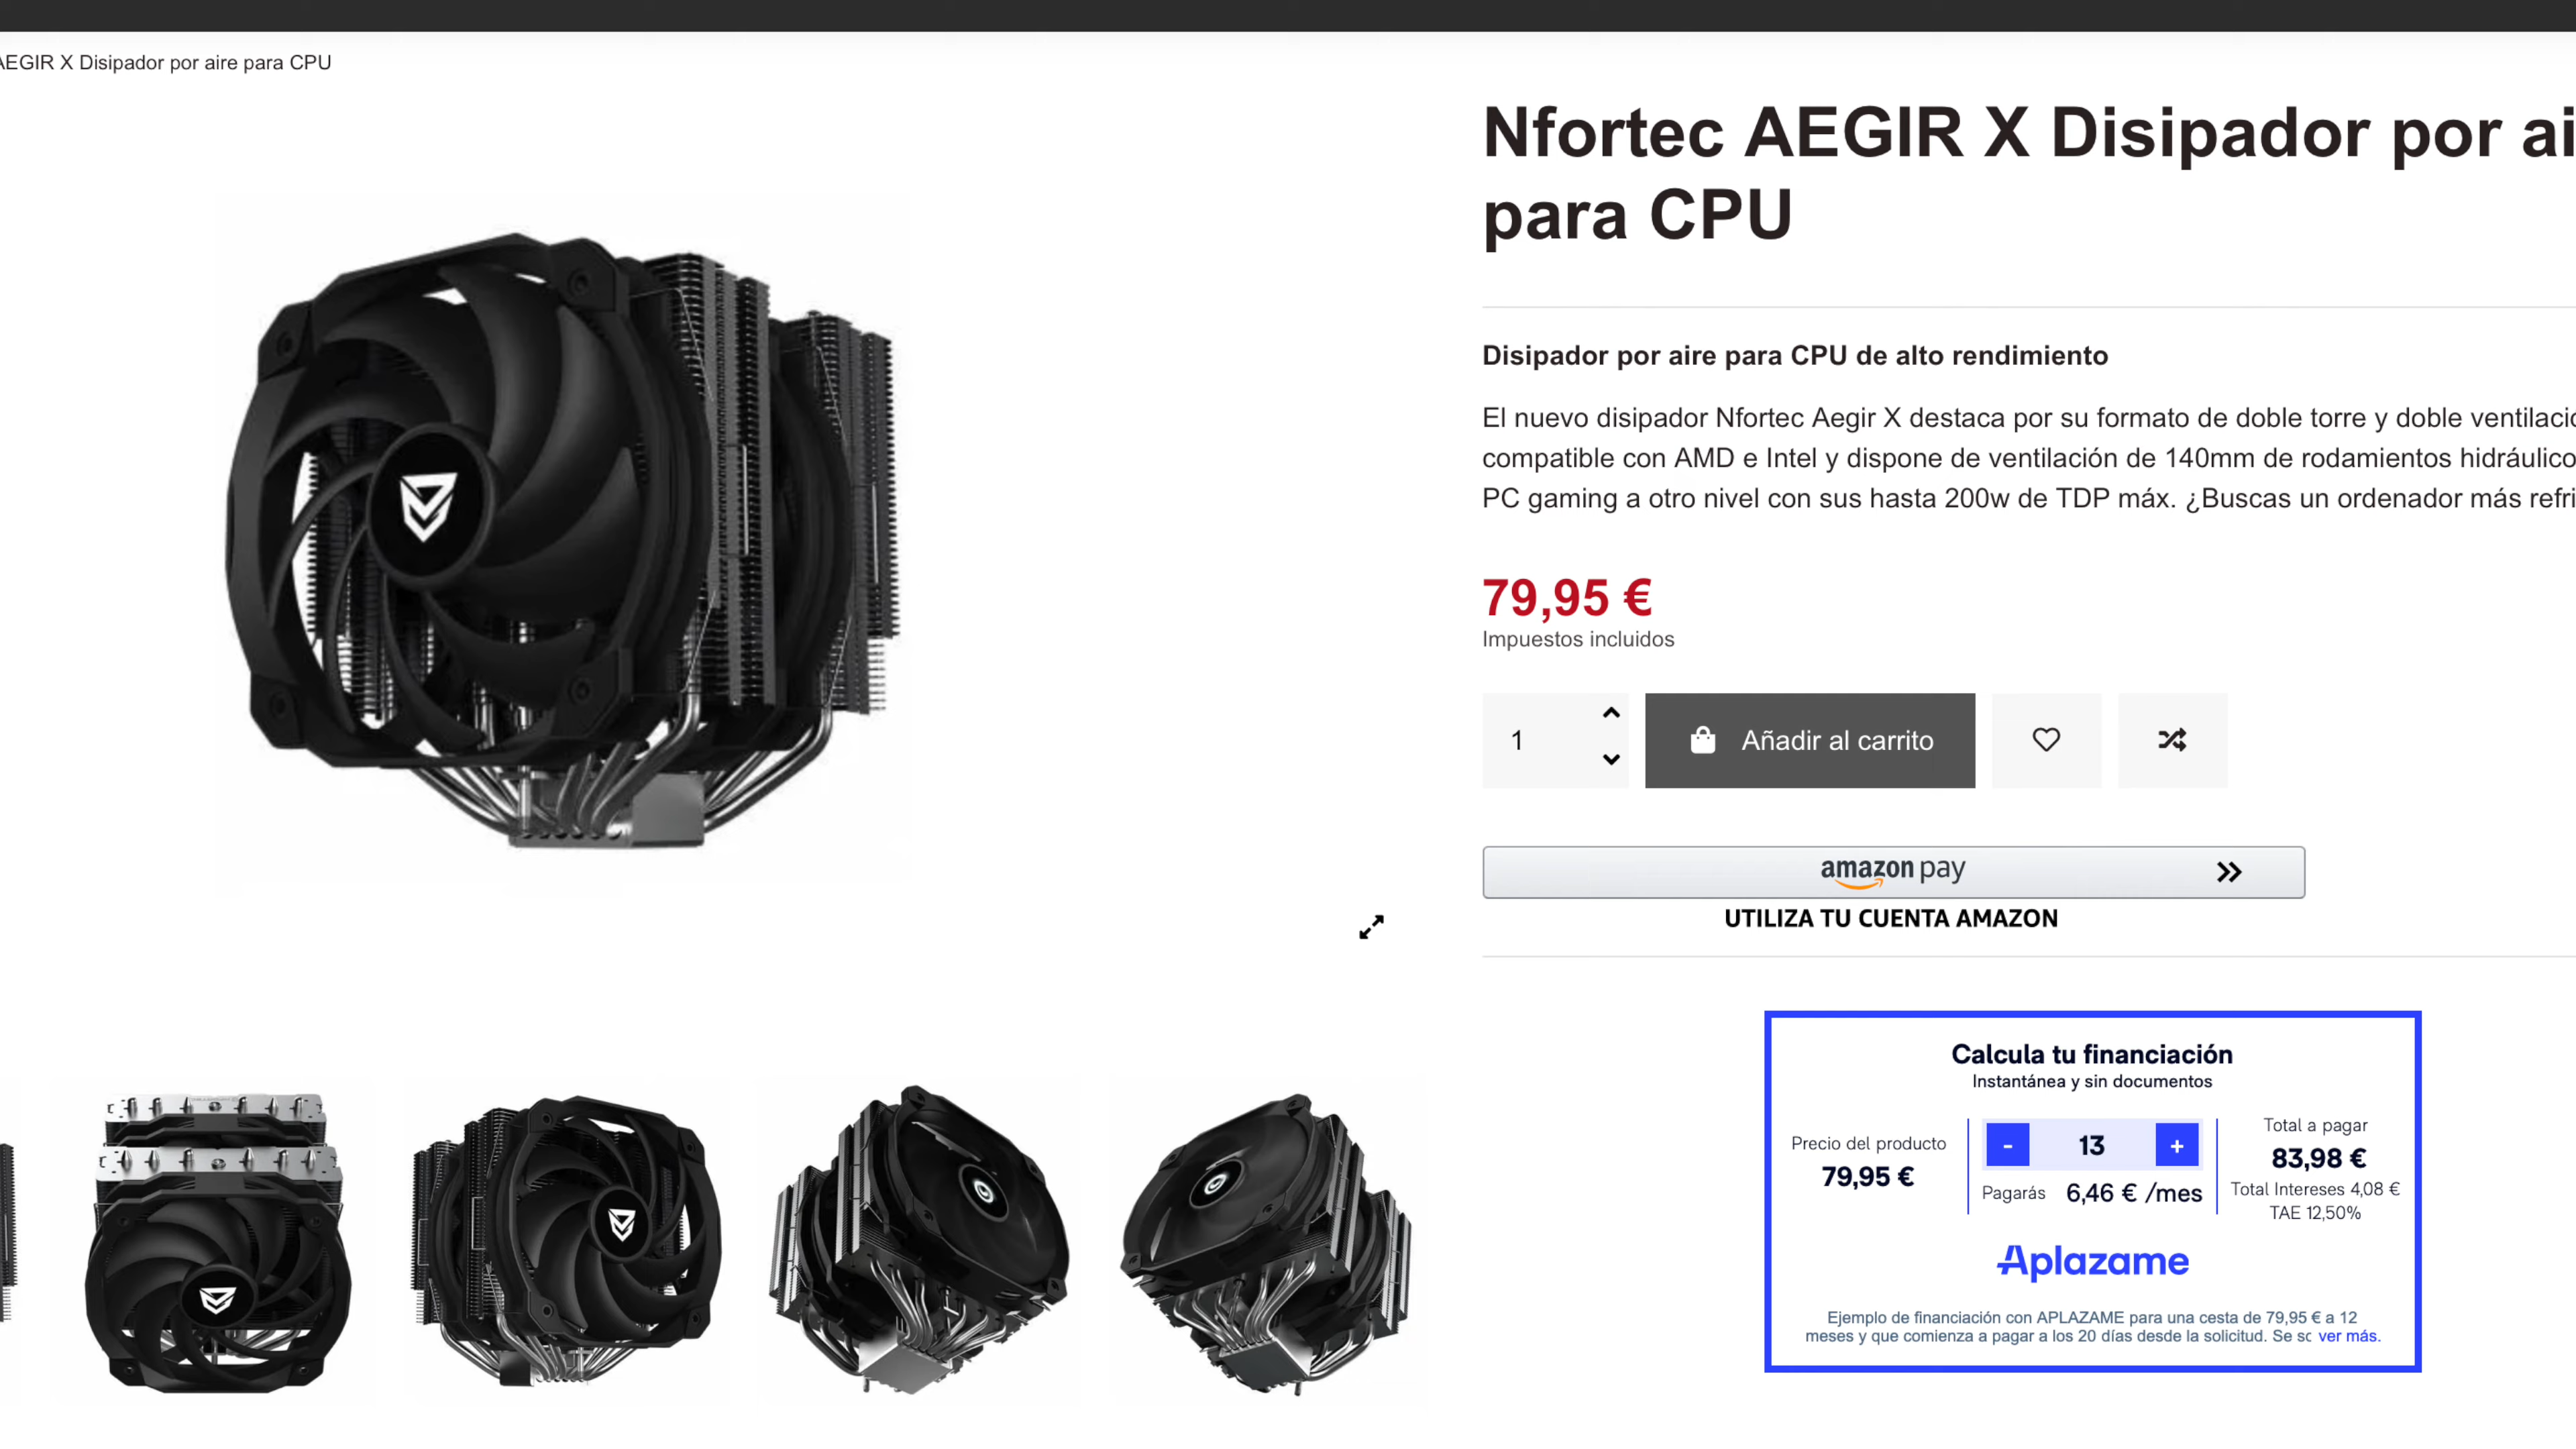 AEGIR X Disipador por aire para CPU
Nfortec AEGIR X Disipador por ai
para CPU
Disipador por aire para CPU de alto rendimiento
El nuevo disipador Nfortec Aegir X destaca por su formato de doble torre y doble ventilació
compatible con AMD e Intel y dispone de ventilación de 140mm de rodamientos hidráulico
PC gaming a otro nivel con sus hasta 200w de TDP máx. ¿Buscas un ordenador más refri
79,95 €
Impuestos incluidos
1
Añadir al carrito
amazon pay
UTILIZA TU CUENTA AMAZON
Calcula tu financiación
Instantánea y sin documentos
Precio del producto
79,95 €
- 13 +
Pagarás 6,46 € /mes
Total a pagar
83,98 €
Total Intereses 4,08 €
TAE 12,50%
Aplazame
Ejemplo de financiación con APLAZAME para una cesta de 79,95 € a 12
meses y que comienza a pagar a los 20 días desde la solicitud. Se sc ver más.